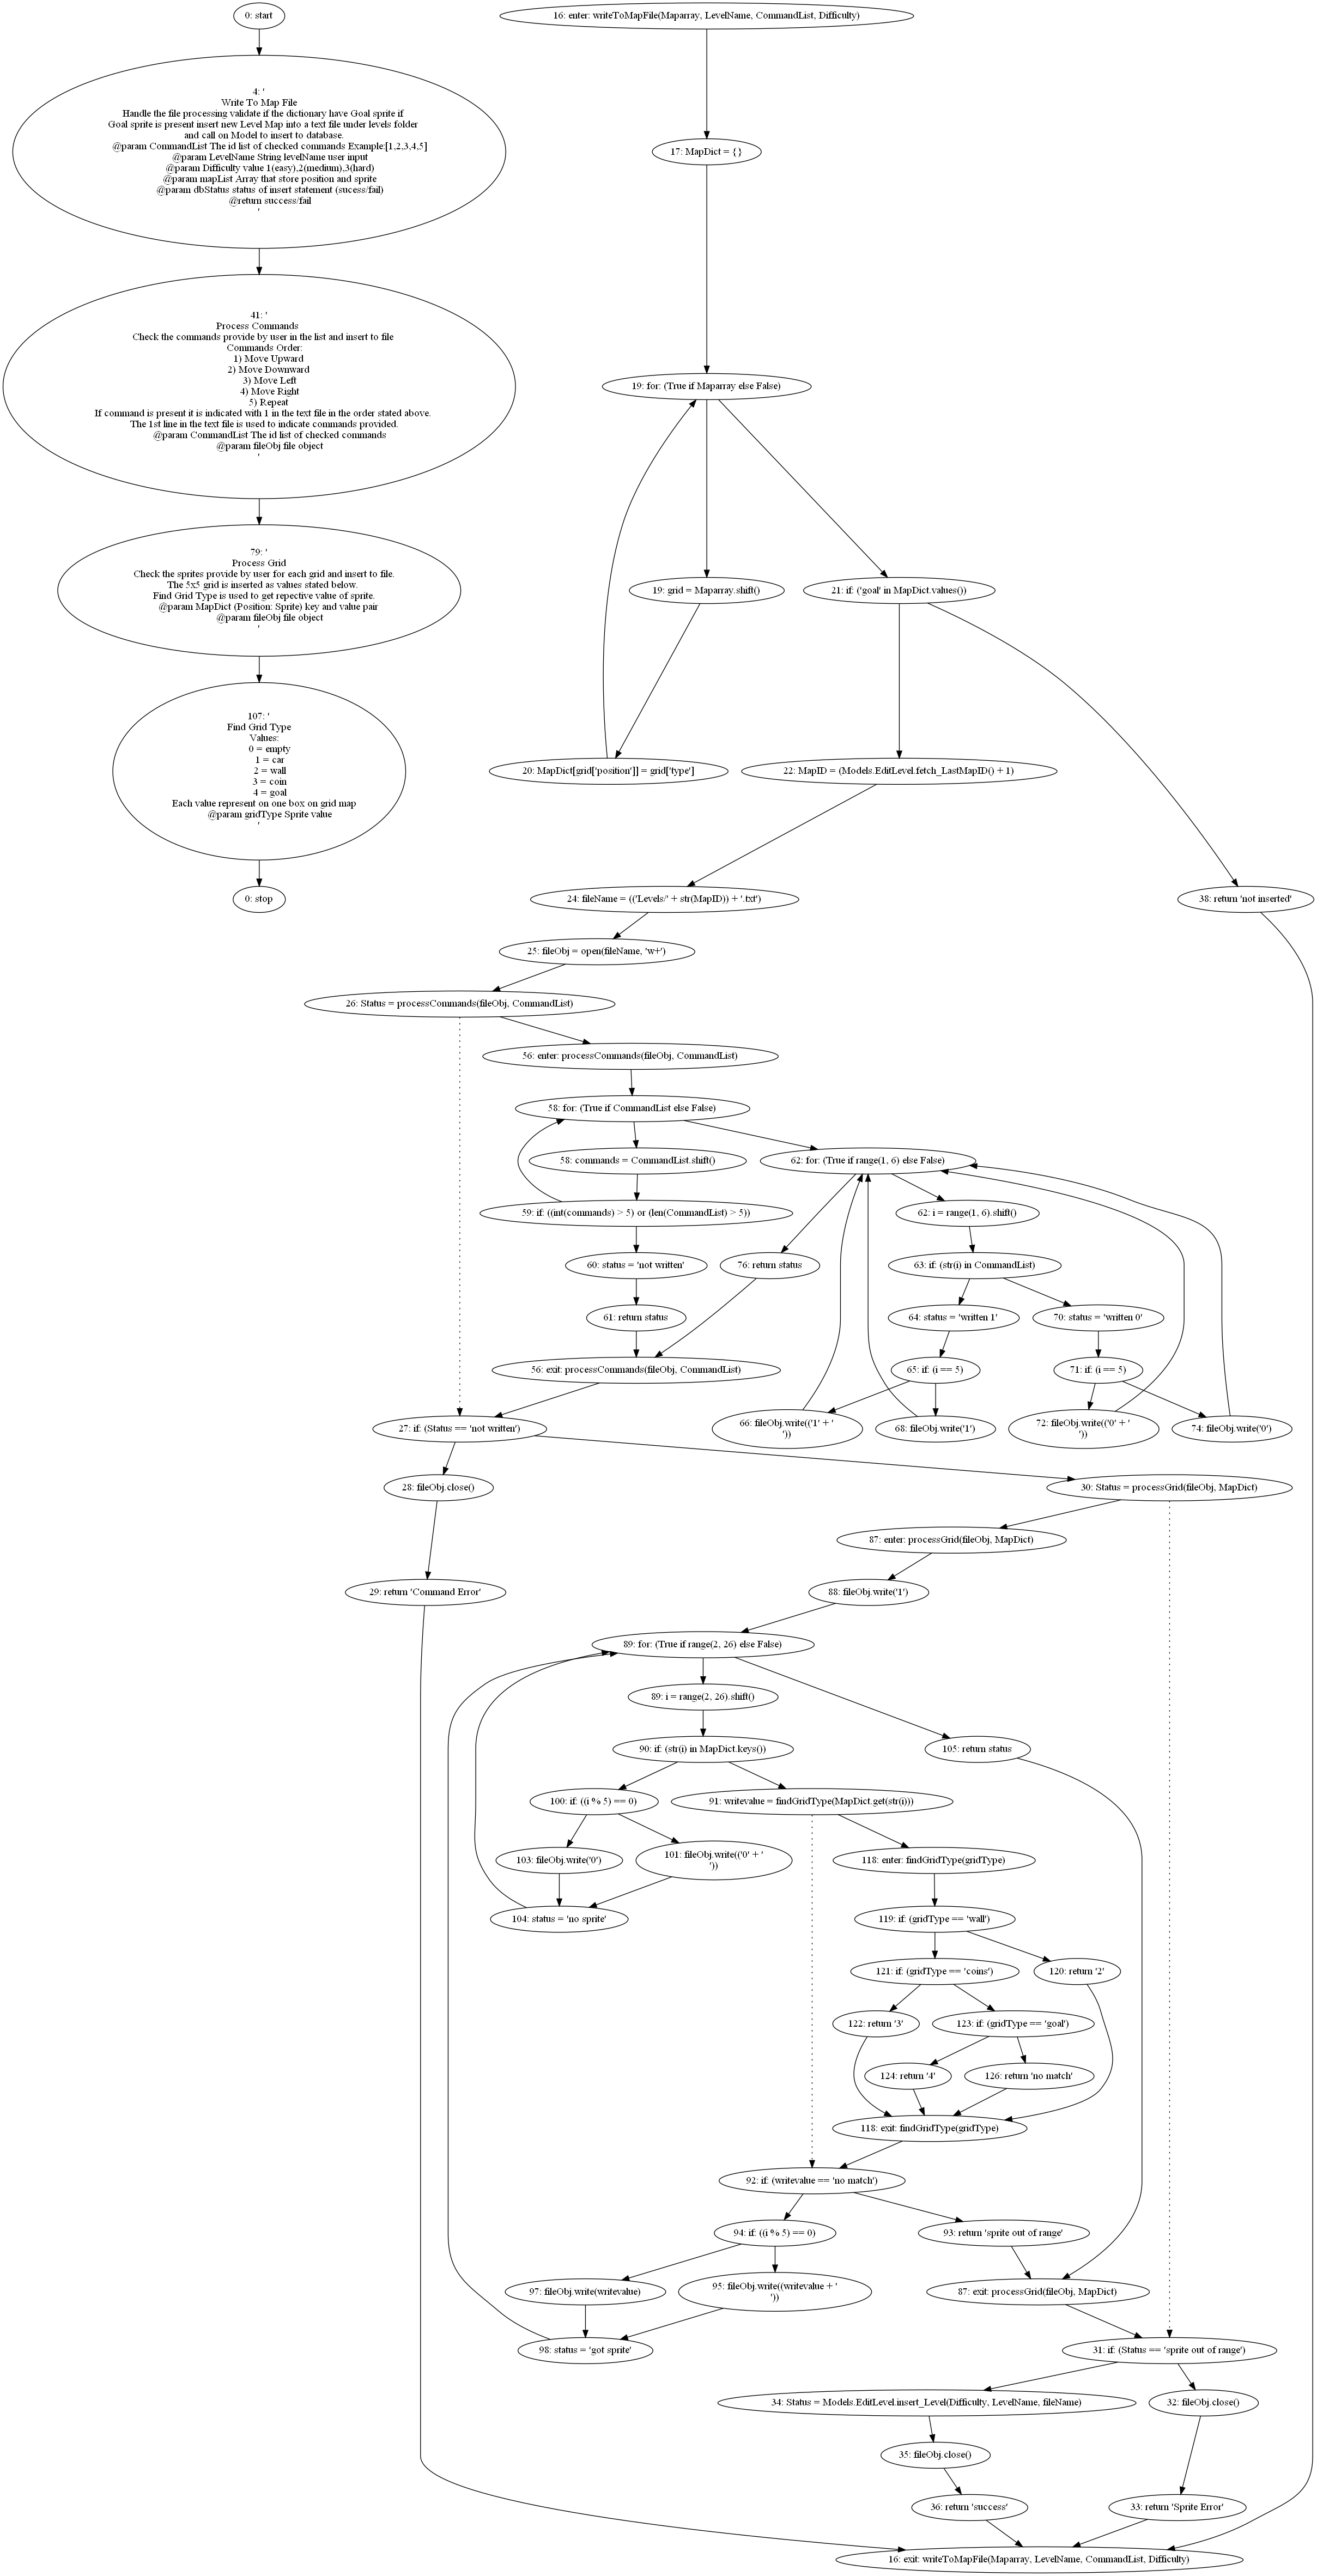 0: start
4: '
Write To Map File
Handle the file processing validate if the dictionary have Goal sprite if
Goal sprite is present insert new Level Map into a text file under levels folder
and call on Model to insert to database.
@param CommandList The id list of checked commands Example:[1,2,3,4,5]
@param LevelName String levelName user input
@param Difficulty value 1(easy),2(medium),3(hard)
@param mapList Array that store position and sprite
@param dbStatus status of insert statement (sucess/fail)
@return success/fail
'
41: '
Process Commands
Check the commands provide by user in the list and insert to file
Commands Order:
1) Move Upward
2) Move Downward
3) Move Left
4) Move Right
5) Repeat
If command is present it is indicated with 1 in the text file in the order stated above.
The 1st line in the text file is used to indicate commands provided.
@param CommandList The id list of checked commands
@param fileObj file object
'
79: '
Process Grid
Check the sprites provide by user for each grid and insert to file.
The 5x5 grid is inserted as values stated below.
Find Grid Type is used to get repective value of sprite.
@param MapDict (Position: Sprite) key and value pair
@param fileObj file object
'
107: '
Find Grid Type
Values:
0 = empty
1 = car
2 = wall
3 = coin
4 = goal
Each value represent on one box on grid map
@param gridType Sprite value
'
0: stop
16: enter: writeToMapFile(Maparray, LevelName, CommandList, Difficulty)
17: MapDict = {}
19: for: (True if Maparray else False)
19: grid = Maparray.shift()
21: if: ('goal' in MapDict.values())
20: MapDict[grid['position']] = grid['type']
22: MapID = (Models.EditLevel.fetch_LastMapID() + 1)
24: fileName = (('Levels/' + str(MapID)) + '.txt')
38: return 'not inserted'
25: fileObj = open(fileName, 'w+')
26: Status = processCommands(fileObj, CommandList)
56: enter: processCommands(fileObj, CommandList)
58: for: (True if CommandList else False)
58: commands = CommandList.shift()
62: for: (True if range(1, 6) else False)
59: if: ((int(commands) > 5) or (len(CommandList) > 5))
62: i = range(1, 6).shift()
60: status = 'not written'
76: return status
63: if: (str(i) in CommandList)
61: return status
64: status = 'written 1'
70: status = 'written 0'
56: exit: processCommands(fileObj, CommandList)
65: if: (i == 5)
71: if: (i == 5)
27: if: (Status == 'not written')
66: fileObj.write(('1' + '
'))
68: fileObj.write('1')
72: fileObj.write(('0' + '
'))
74: fileObj.write('0')
28: fileObj.close()
30: Status = processGrid(fileObj, MapDict)
87: enter: processGrid(fileObj, MapDict)
29: return 'Command Error'
88: fileObj.write('1')
89: for: (True if range(2, 26) else False)
89: i = range(2, 26).shift()
90: if: (str(i) in MapDict.keys())
105: return status
100: if: ((i % 5) == 0)
91: writevalue = findGridType(MapDict.get(str(i)))
103: fileObj.write('0')
101: fileObj.write(('0' + '
'))
118: enter: findGridType(gridType)
104: status = 'no sprite'
119: if: (gridType == 'wall')
121: if: (gridType == 'coins')
120: return '2'
122: return '3'
123: if: (gridType == 'goal')
124: return '4'
126: return 'no match'
118: exit: findGridType(gridType)
92: if: (writevalue == 'no match')
94: if: ((i % 5) == 0)
93: return 'sprite out of range'
97: fileObj.write(writevalue)
95: fileObj.write((writevalue + '
'))
87: exit: processGrid(fileObj, MapDict)
98: status = 'got sprite'
31: if: (Status == 'sprite out of range')
34: Status = Models.EditLevel.insert_Level(Difficulty, LevelName, fileName)
32: fileObj.close()
35: fileObj.close()
36: return 'success'
33: return 'Sprite Error'
16: exit: writeToMapFile(Maparray, LevelName, CommandList, Difficulty)